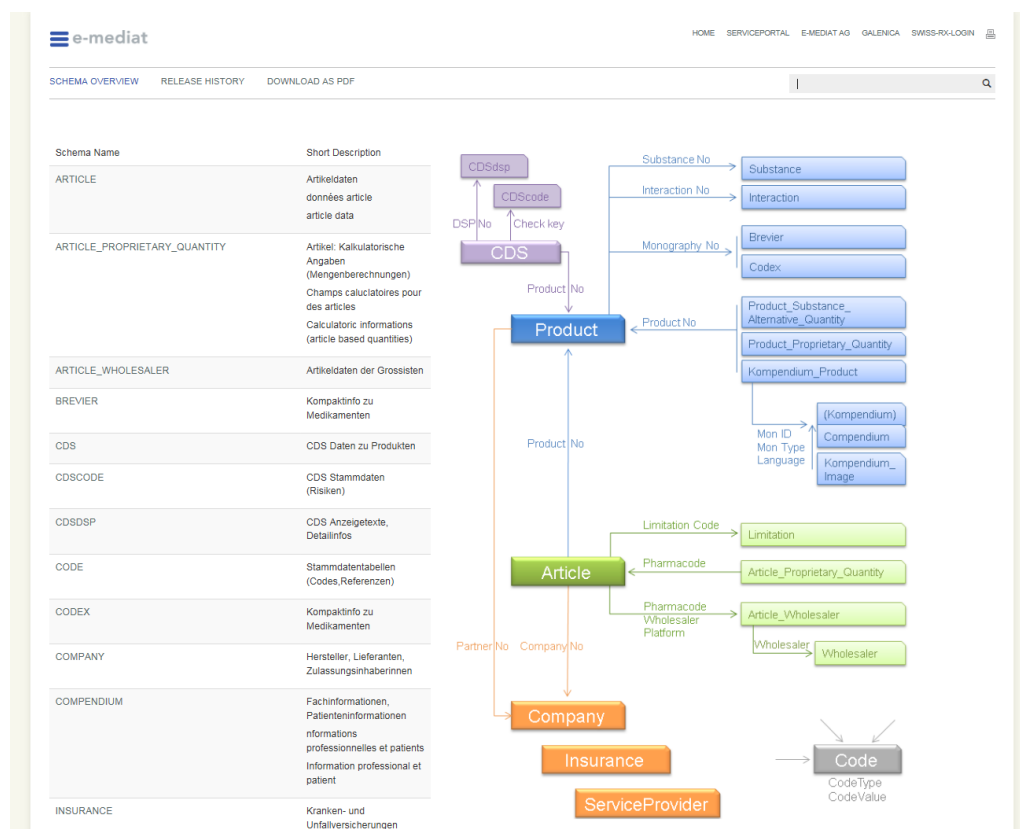 e-mediat
HOME SERVICEPORTAL E-MEDIAT AG GALENICA SWISS-RX-LOGIN
SCHEMA OVERVIEW RELEASE HISTORY DOWNLOAD AS PDF
Schema Name Short Description
ARTICLE Artikeldaten
données article
article data
ARTICLE_PROPRIETARY_QUANTITY Artikel: Kalkulatorische
Angaben
(Mengenberechnungen)
Champs caluclatoires pour
des articles
Calculatoric informations
(article based quantities)
ARTICLE_WHOLESALER Artikeldaten der Grossisten
BREVIER Kompaktinfo zu
Medikamenten
CDS CDS Daten zu Produkten
CDSCODE CDS Stammdaten
(Risiken)
CDSDSP CDS Anzeigetexte,
Detailinfos
CODE Stammdatentabellen
(Codes,Referenzen)
CODEX Kompaktinfo zu
Medikamenten
COMPANY Hersteller, Lieferanten,
Zulassungsinhaberinnen
COMPENDIUM Fachinformationen,
Patienteninformationen
nformations
professionnelles et patients
Information professional et
patient
INSURANCE Kranken- und
Unfallversicherungen
CDSdsp
CDScode
DSP No Check key
CDS
Product No
Product
Substance No
Substance
Interaction No
Interaction
Monography No
Brevier
Codex
Product No
Product_Substance_
Alternative_Quantity
Product_Proprietary_Quantity
Kompendium_Product
Mon ID
Mon Type
Language
(Kompendium)
Compendium
Kompendium_
Image
Product No
Article
Limitation Code
Limitation
Pharmacode
Article_Proprietary_Quantity
Pharmacode
Wholesaler
Platform
Article_Wholesaler
Wholesaler
Wholesaler
Partner No Company No
Company
Insurance
ServiceProvider
Code
CodeType
CodeValue